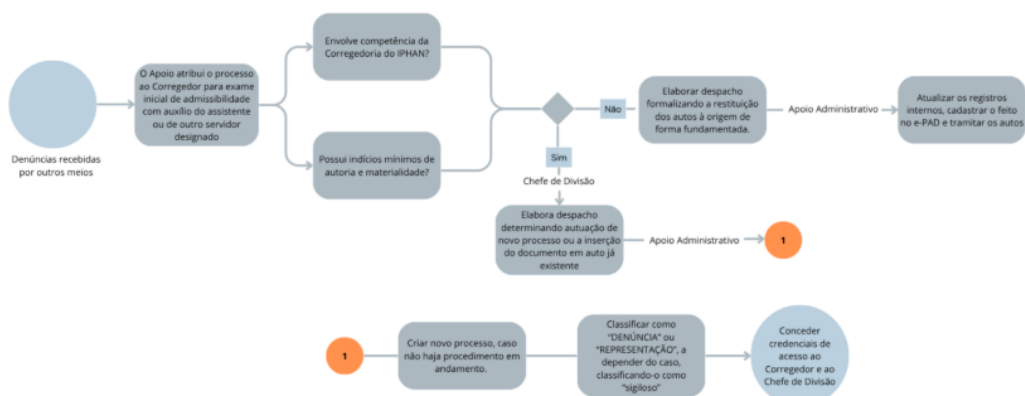 Denúncias recebidas
por outros meios
O Apoio atribui o processo
ao Corregedor para exame
inicial de admissibilidade
com auxílio do assistente
ou de outro servidor
designado
Envolve competência da
Corregedoria do IPHAN?
Possui indícios mínimos de
autoria e materialidade?
Não
Elaborar despacho
formalizando a restituição
dos autos à origem de
forma fundamentada.
Apoio Administrativo
Atualizar os registros
internos, cadastrar o feito
no e-PAD e tramitar os autos
Sim
Chefe de Divisão
Elabora despacho
determinando autuação de
novo processo ou a inserção
do documento em auto já
existente
Apoio Administrativo
1
1
Criar novo processo, caso
não haja procedimento em
andamento.
Classificar como
“DENÚNCIA” ou
“REPRESENTAÇÃO”, a
depender do caso,
classificando-o como
“sigiloso”
Conceder
credenciais de
acesso ao
Corregedor e ao
Chefe de Divisão